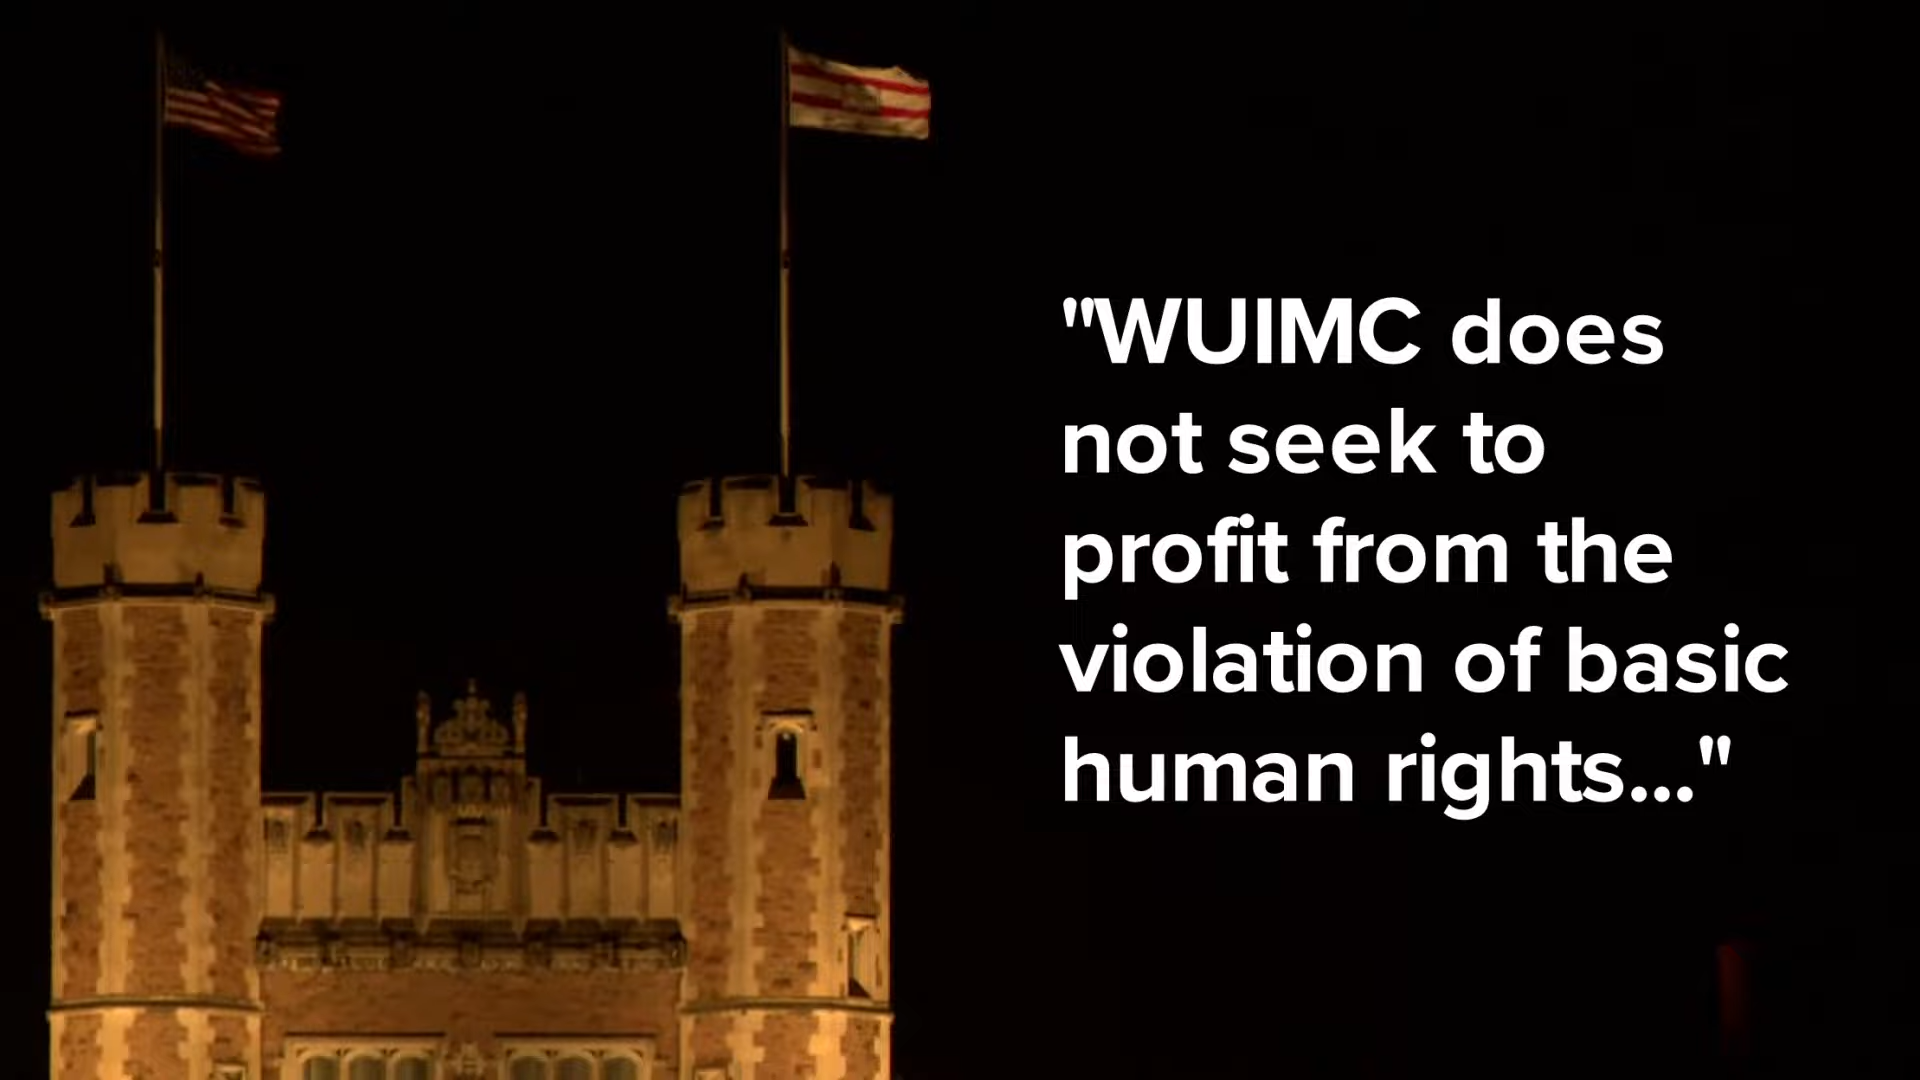 "WUIMC does
not seek to
profit from the
violation of basic
human rights..."